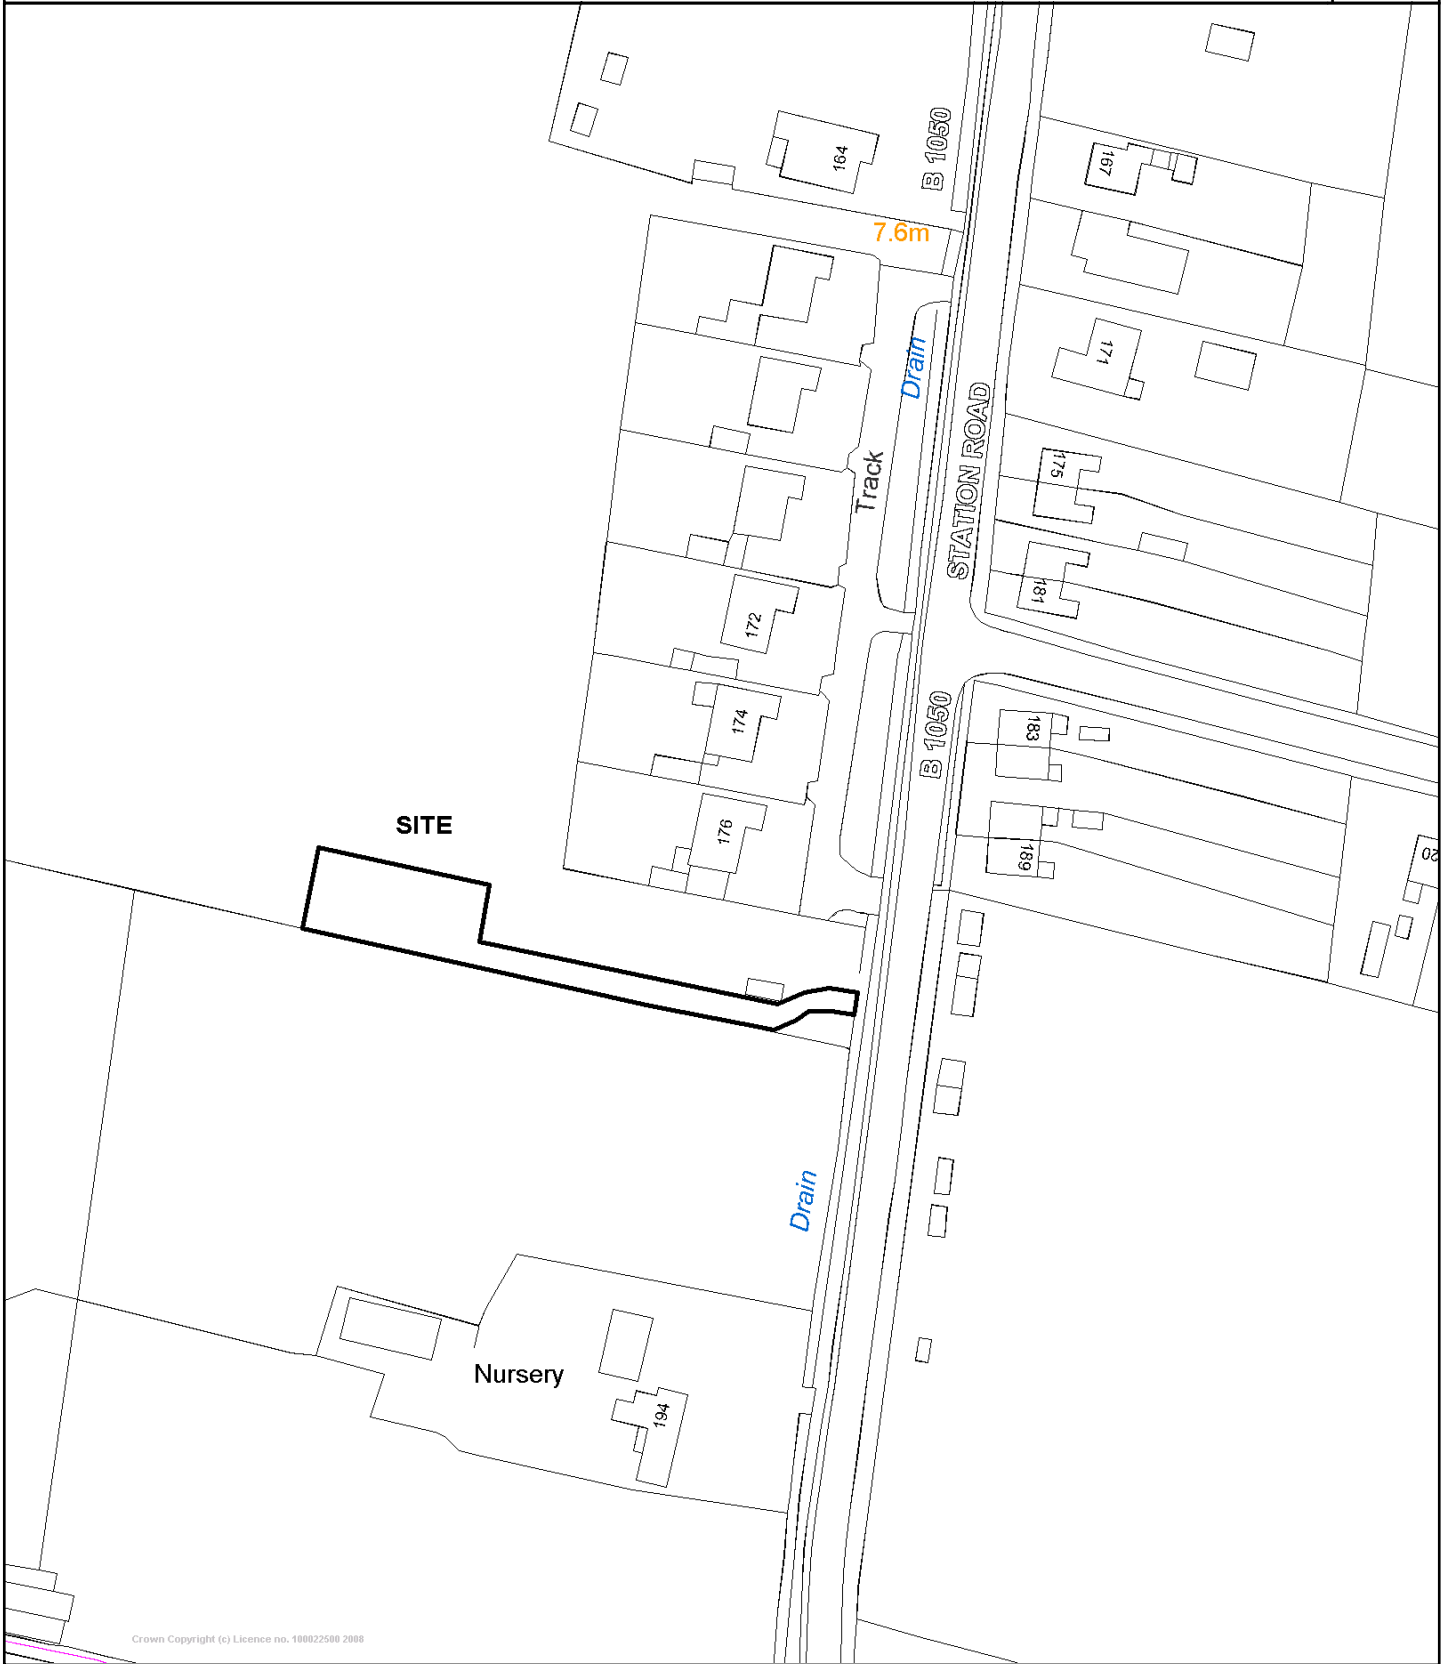 B 1050
164
167
7.6m
Drain
171
STATION ROAD
Track
175
181
172
174
B 1050
183
SITE
176
189
20
Drain
Nursery
194
Crown Copyright (c) Licence no. 100022500 2008